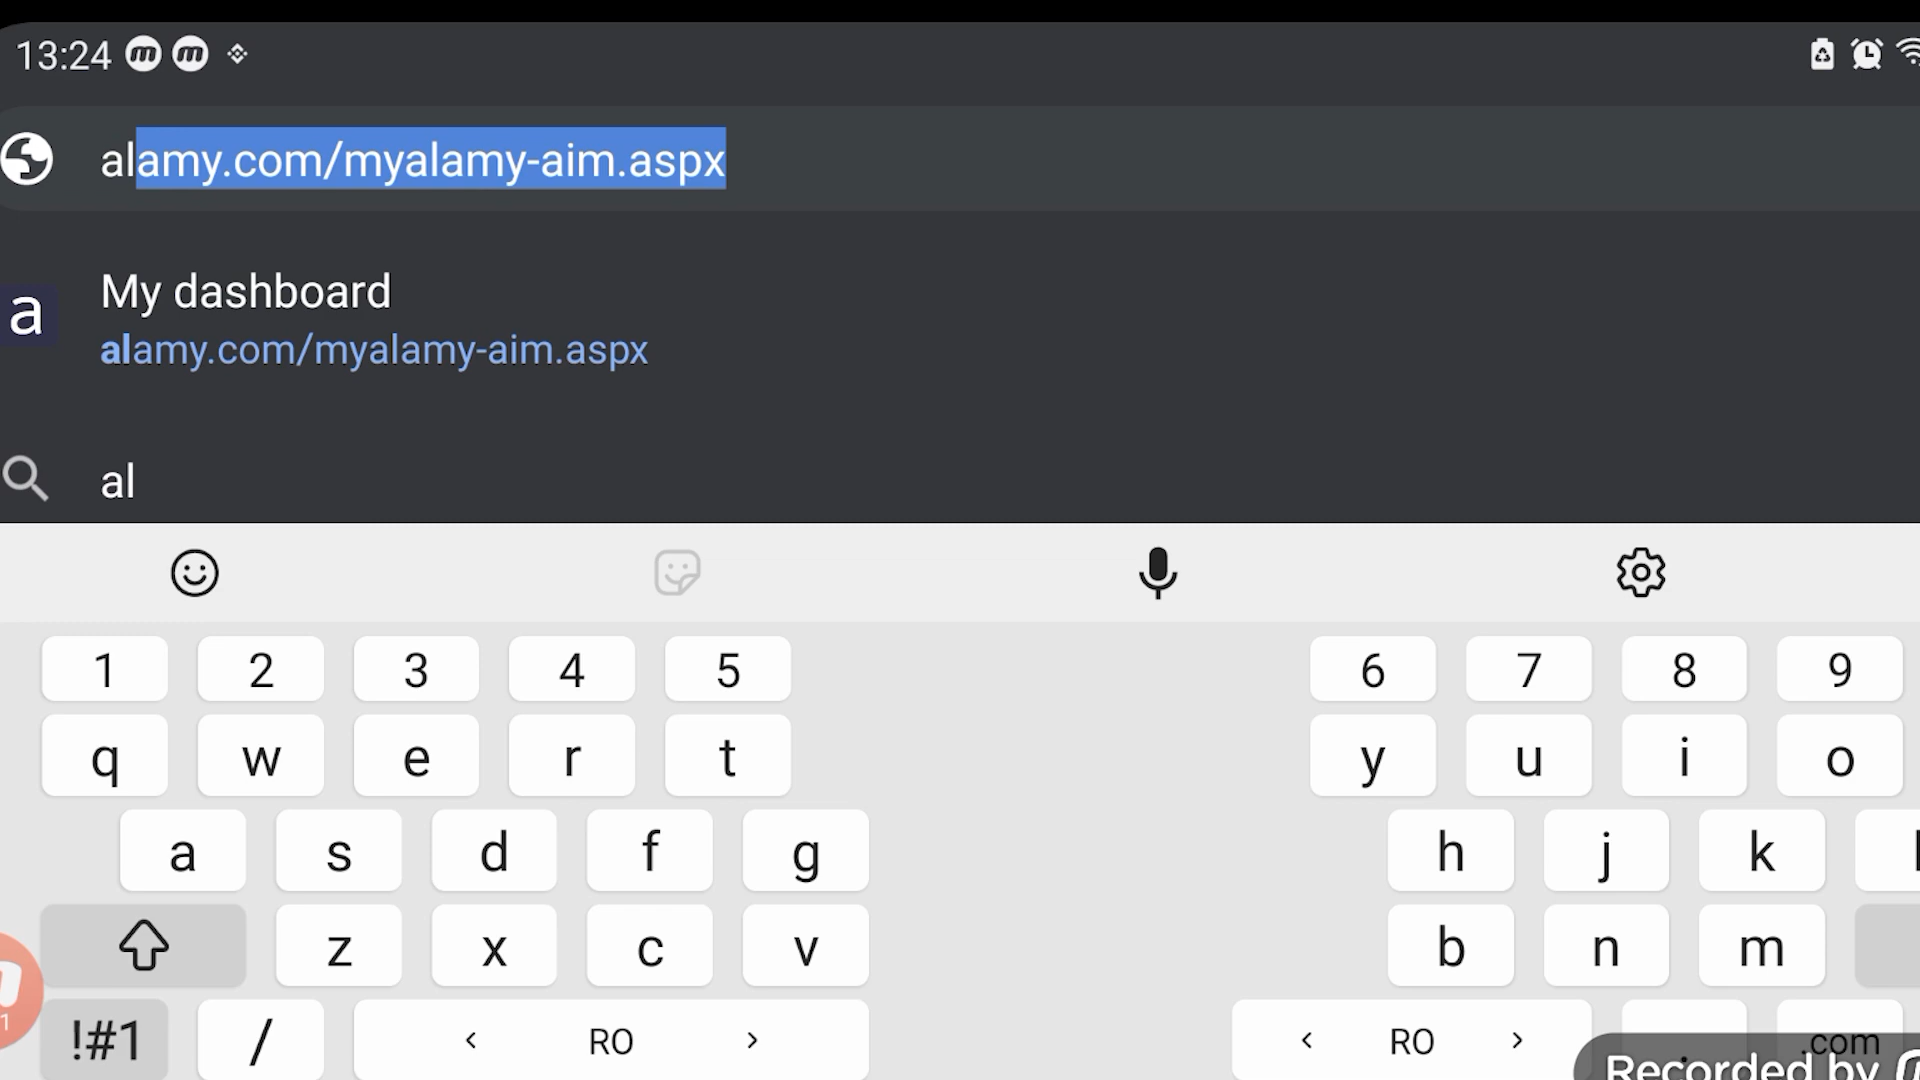 13:24
alamy.com/myalamy-aim.aspx
a My dashboard
alamy.com/myalamy-aim.aspx
al
1 2 3 4 5 6 7 8 9
q w e r t y u i o
a s d f g h j k
z x c v b n m
!#1 / < RO > < RO > .com
Recorded by
1